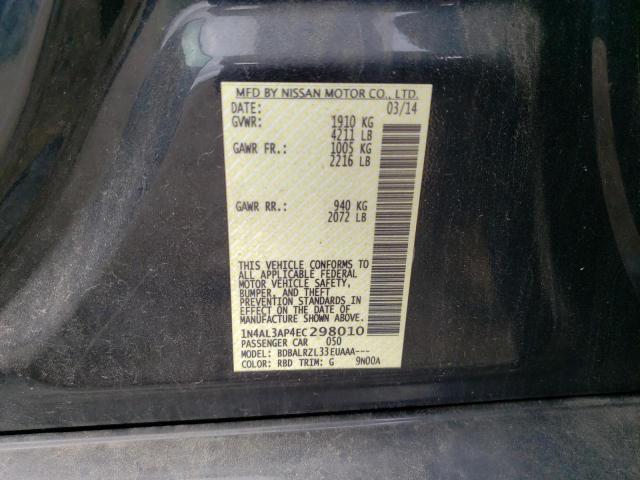 MFD BY NISSAN MOTOR CO., LTD.
DATE: 03/14
GVWR: 1910 KG
4211 LB
GAWR FR.: 1005 KG
2216 LB
GAWR RR.: 940 KG
2072 LB
THIS VEHICLE CONFORMS TO
ALL APPLICABLE FEDERAL
MOTOR VEHICLE SAFETY,
BUMPER, AND THEFT
PREVENTION STANDARDS IN
EFFECT ON THE DATE OF
MANUFACTURE SHOWN ABOVE.
1N4AL3AP4EC298010
PASSENGER CAR 050
MODEL: BDBALRZL33EUAAA---
COLOR: RBD TRIM: G 9N00A